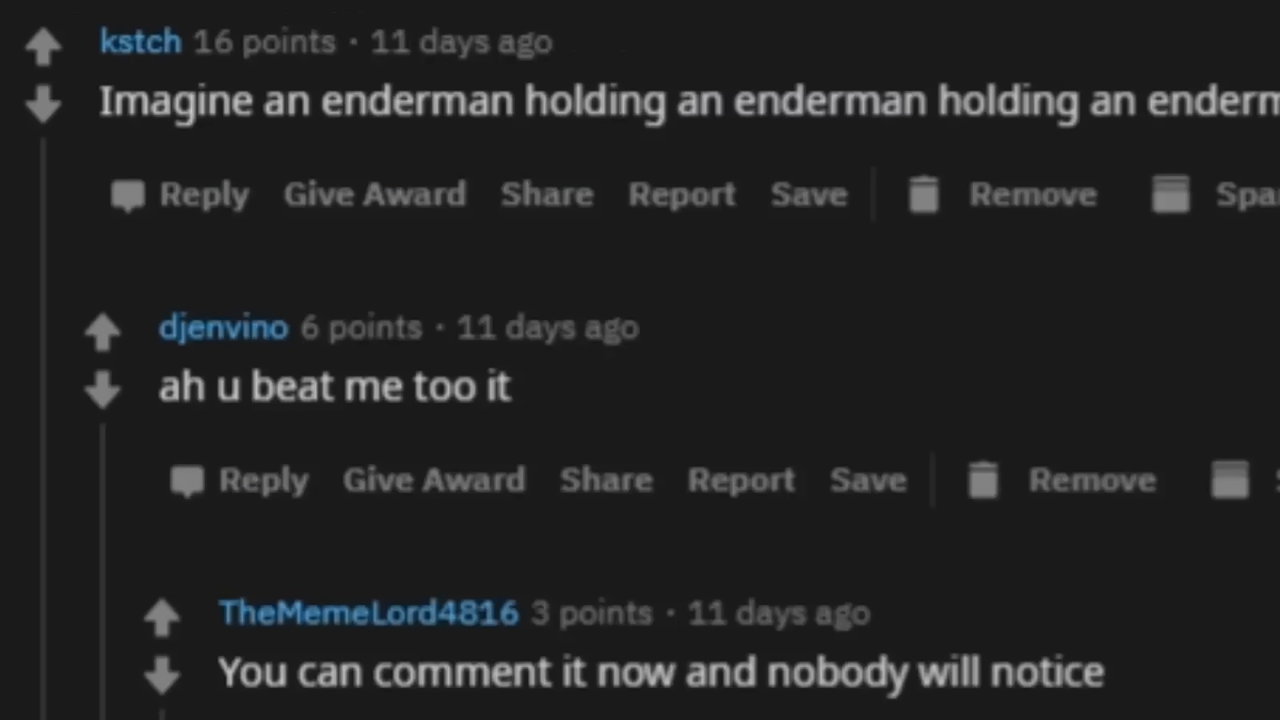 kstch 16 points · 11 days ago
Imagine an enderman holding an enderman holding an enderm
Reply Give Award Share Report Save Remove Spa
djenvino 6 points · 11 days ago
ah u beat me too it
Reply Give Award Share Report Save Remove
TheMemeLord4816 3 points · 11 days ago
You can comment it now and nobody will notice